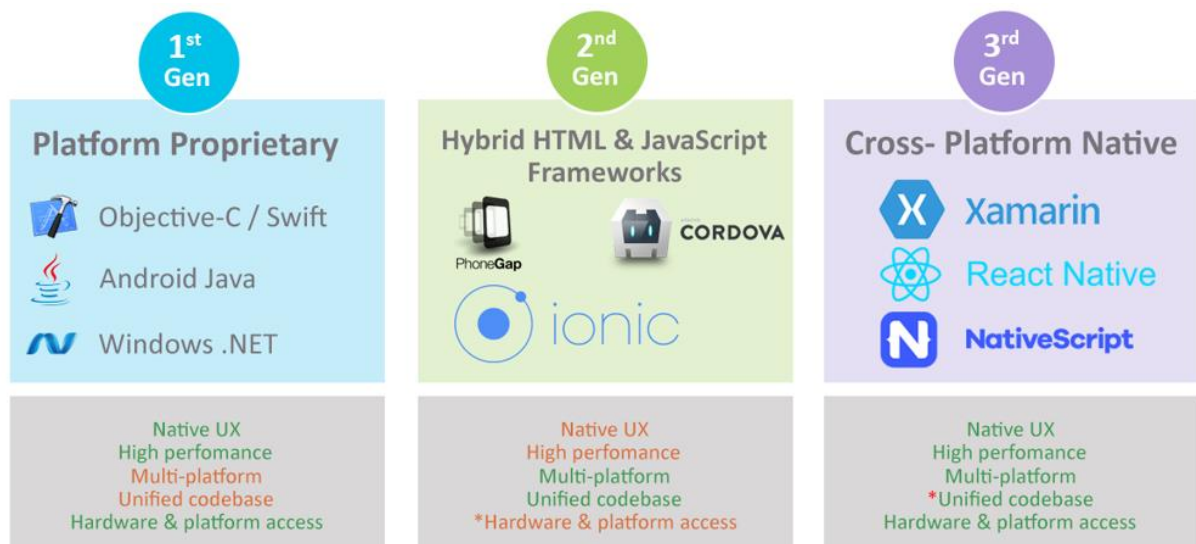 1st
Gen
Platform Proprietary
Objective-C / Swift
Android Java
Windows .NET
Native UX
High perfomance
Multi-platform
Unified codebase
Hardware & platform access
2nd
Gen
Hybrid HTML & JavaScript
Frameworks
PhoneGap
APACHE
CORDOVA
ionic
Native UX
High perfomance
Multi-platform
Unified codebase
*Hardware & platform access
3rd
Gen
Cross- Platform Native
X
Xamarin
React Native
N
NativeScript
Native UX
High perfomance
Multi-platform
*Unified codebase
Hardware & platform access